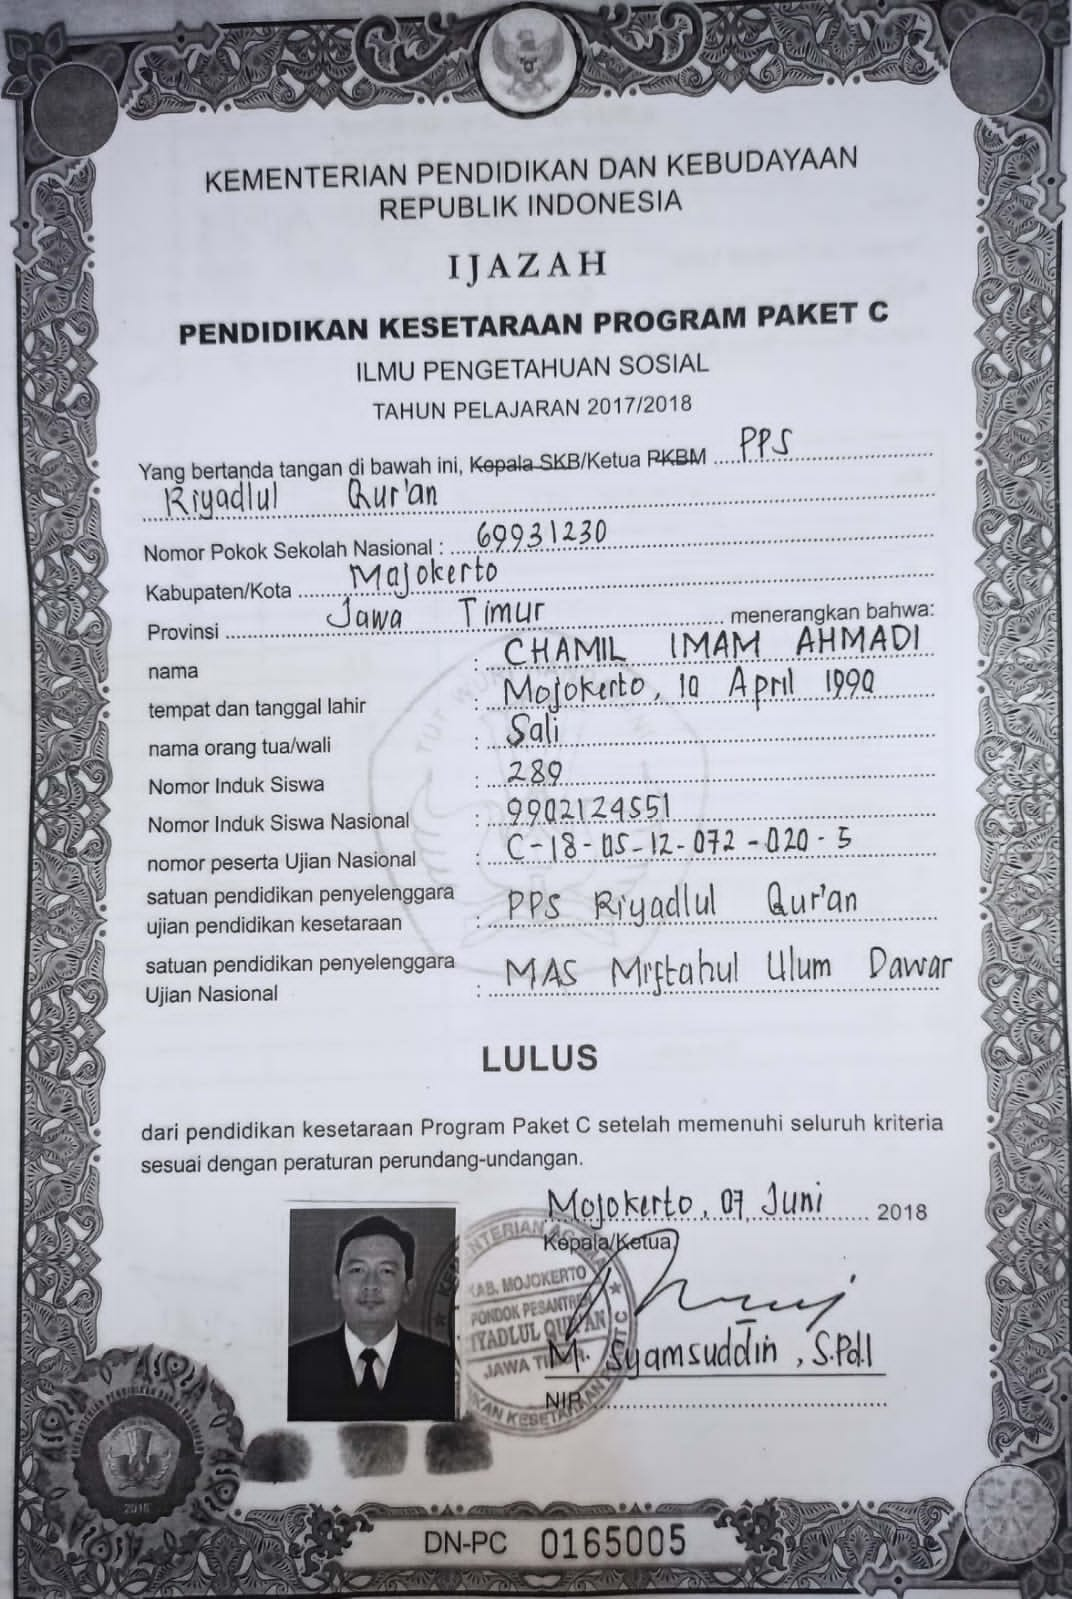 KEMENTERIAN PENDIDIKAN DAN KEBUDAYAAN
REPUBLIK INDONESIA
IJAZAH
PENDIDIKAN KESETARAAN PROGRAM PAKET C
ILMU PENGETAHUAN SOSIAL
TAHUN PELAJARAN 2017/2018
Yang bertanda tangan di bawah ini, Kepala SKB/Ketua PKBM PPS
Riyadlul Qur'an
Nomor Pokok Sekolah Nasional : 69931230
Kabupaten/Kota Mojokerto
Provinsi Jawa Timur menerangkan bahwa:
nama : CHAMIL IMAM AHMADI
tempat dan tanggal lahir : Mojokerto, 10 April 1990
nama orang tua/wali : Sali
Nomor Induk Siswa : 289
Nomor Induk Siswa Nasional : 9902124551
nomor peserta Ujian Nasional : C-18-05-12-072-020-5
satuan pendidikan penyelenggara
ujian pendidikan kesetaraan : PPS Riyadlul Qur'an
satuan pendidikan penyelenggara
Ujian Nasional : MAS Miftahul Ulum Dawar
LULUS
dari pendidikan kesetaraan Program Paket C setelah memenuhi seluruh kriteria
sesuai dengan peraturan perundang-undangan.
Mojokerto, 07 Juni 2018
Kepala/Ketua
KAB. MOJOKERTO
PONDOK PESANTREN
RIYADLUL QUR'AN
JAWA TIMUR
M. Syamsuddin, S.Pd.I
NIP.
DN-PC 0165005